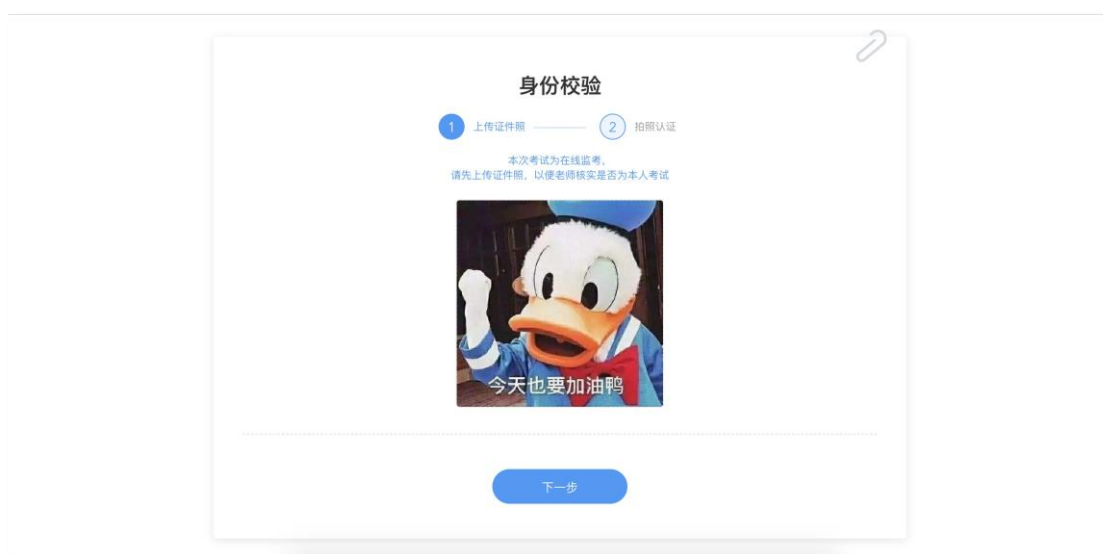 身份校验
1 上传证件照 2 拍照认证
本次考试为在线监考，
请先上传证件照，以便老师核实是否为本人考试
今天也要加油鸭
下一步